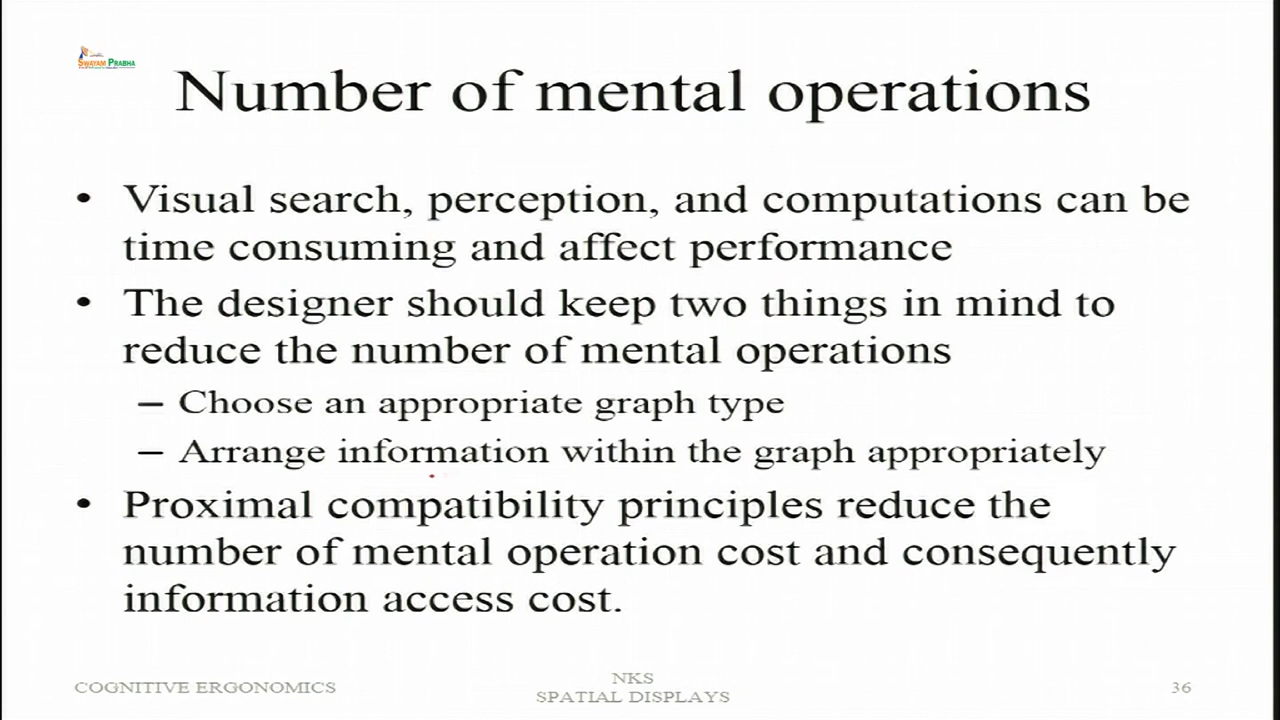 SWAYAM PRABHA
Number of mental operations
• Visual search, perception, and computations can be
time consuming and affect performance
• The designer should keep two things in mind to
reduce the number of mental operations
– Choose an appropriate graph type
– Arrange information within the graph appropriately
• Proximal compatibility principles reduce the
number of mental operation cost and consequently
information access cost.
COGNITIVE ERGONOMICS
NKS
SPATIAL DISPLAYS
36